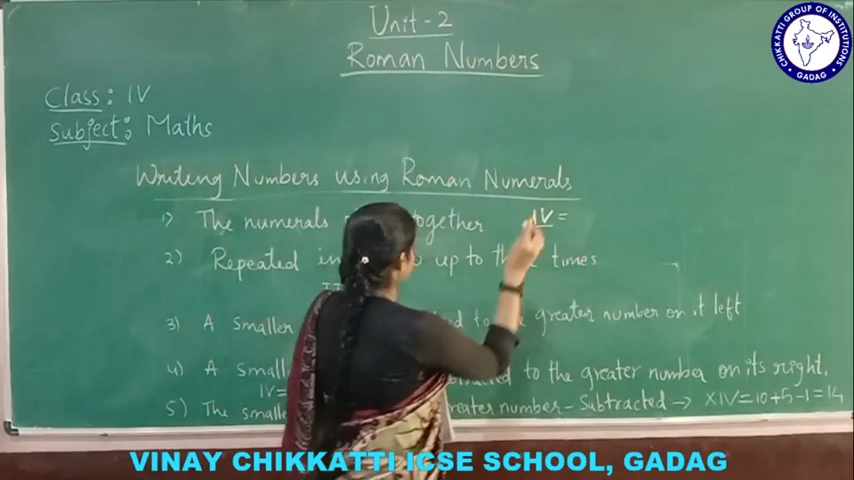 Unit-2
Roman Numbers
CHIKKATTI GROUP OF INSTITUTIONS
GADAG
Class: IV
Subject: Maths
Writing Numbers using Roman Numerals
1) The numerals together IV =
2) Repeated in up to times
3) A smaller to greater number on it left
4) A to the greater number on its right.
IV=
5) The number - Subtracted → XIV=10+5-1=14
VINAY CHIKKATTI ICSE SCHOOL, GADAG